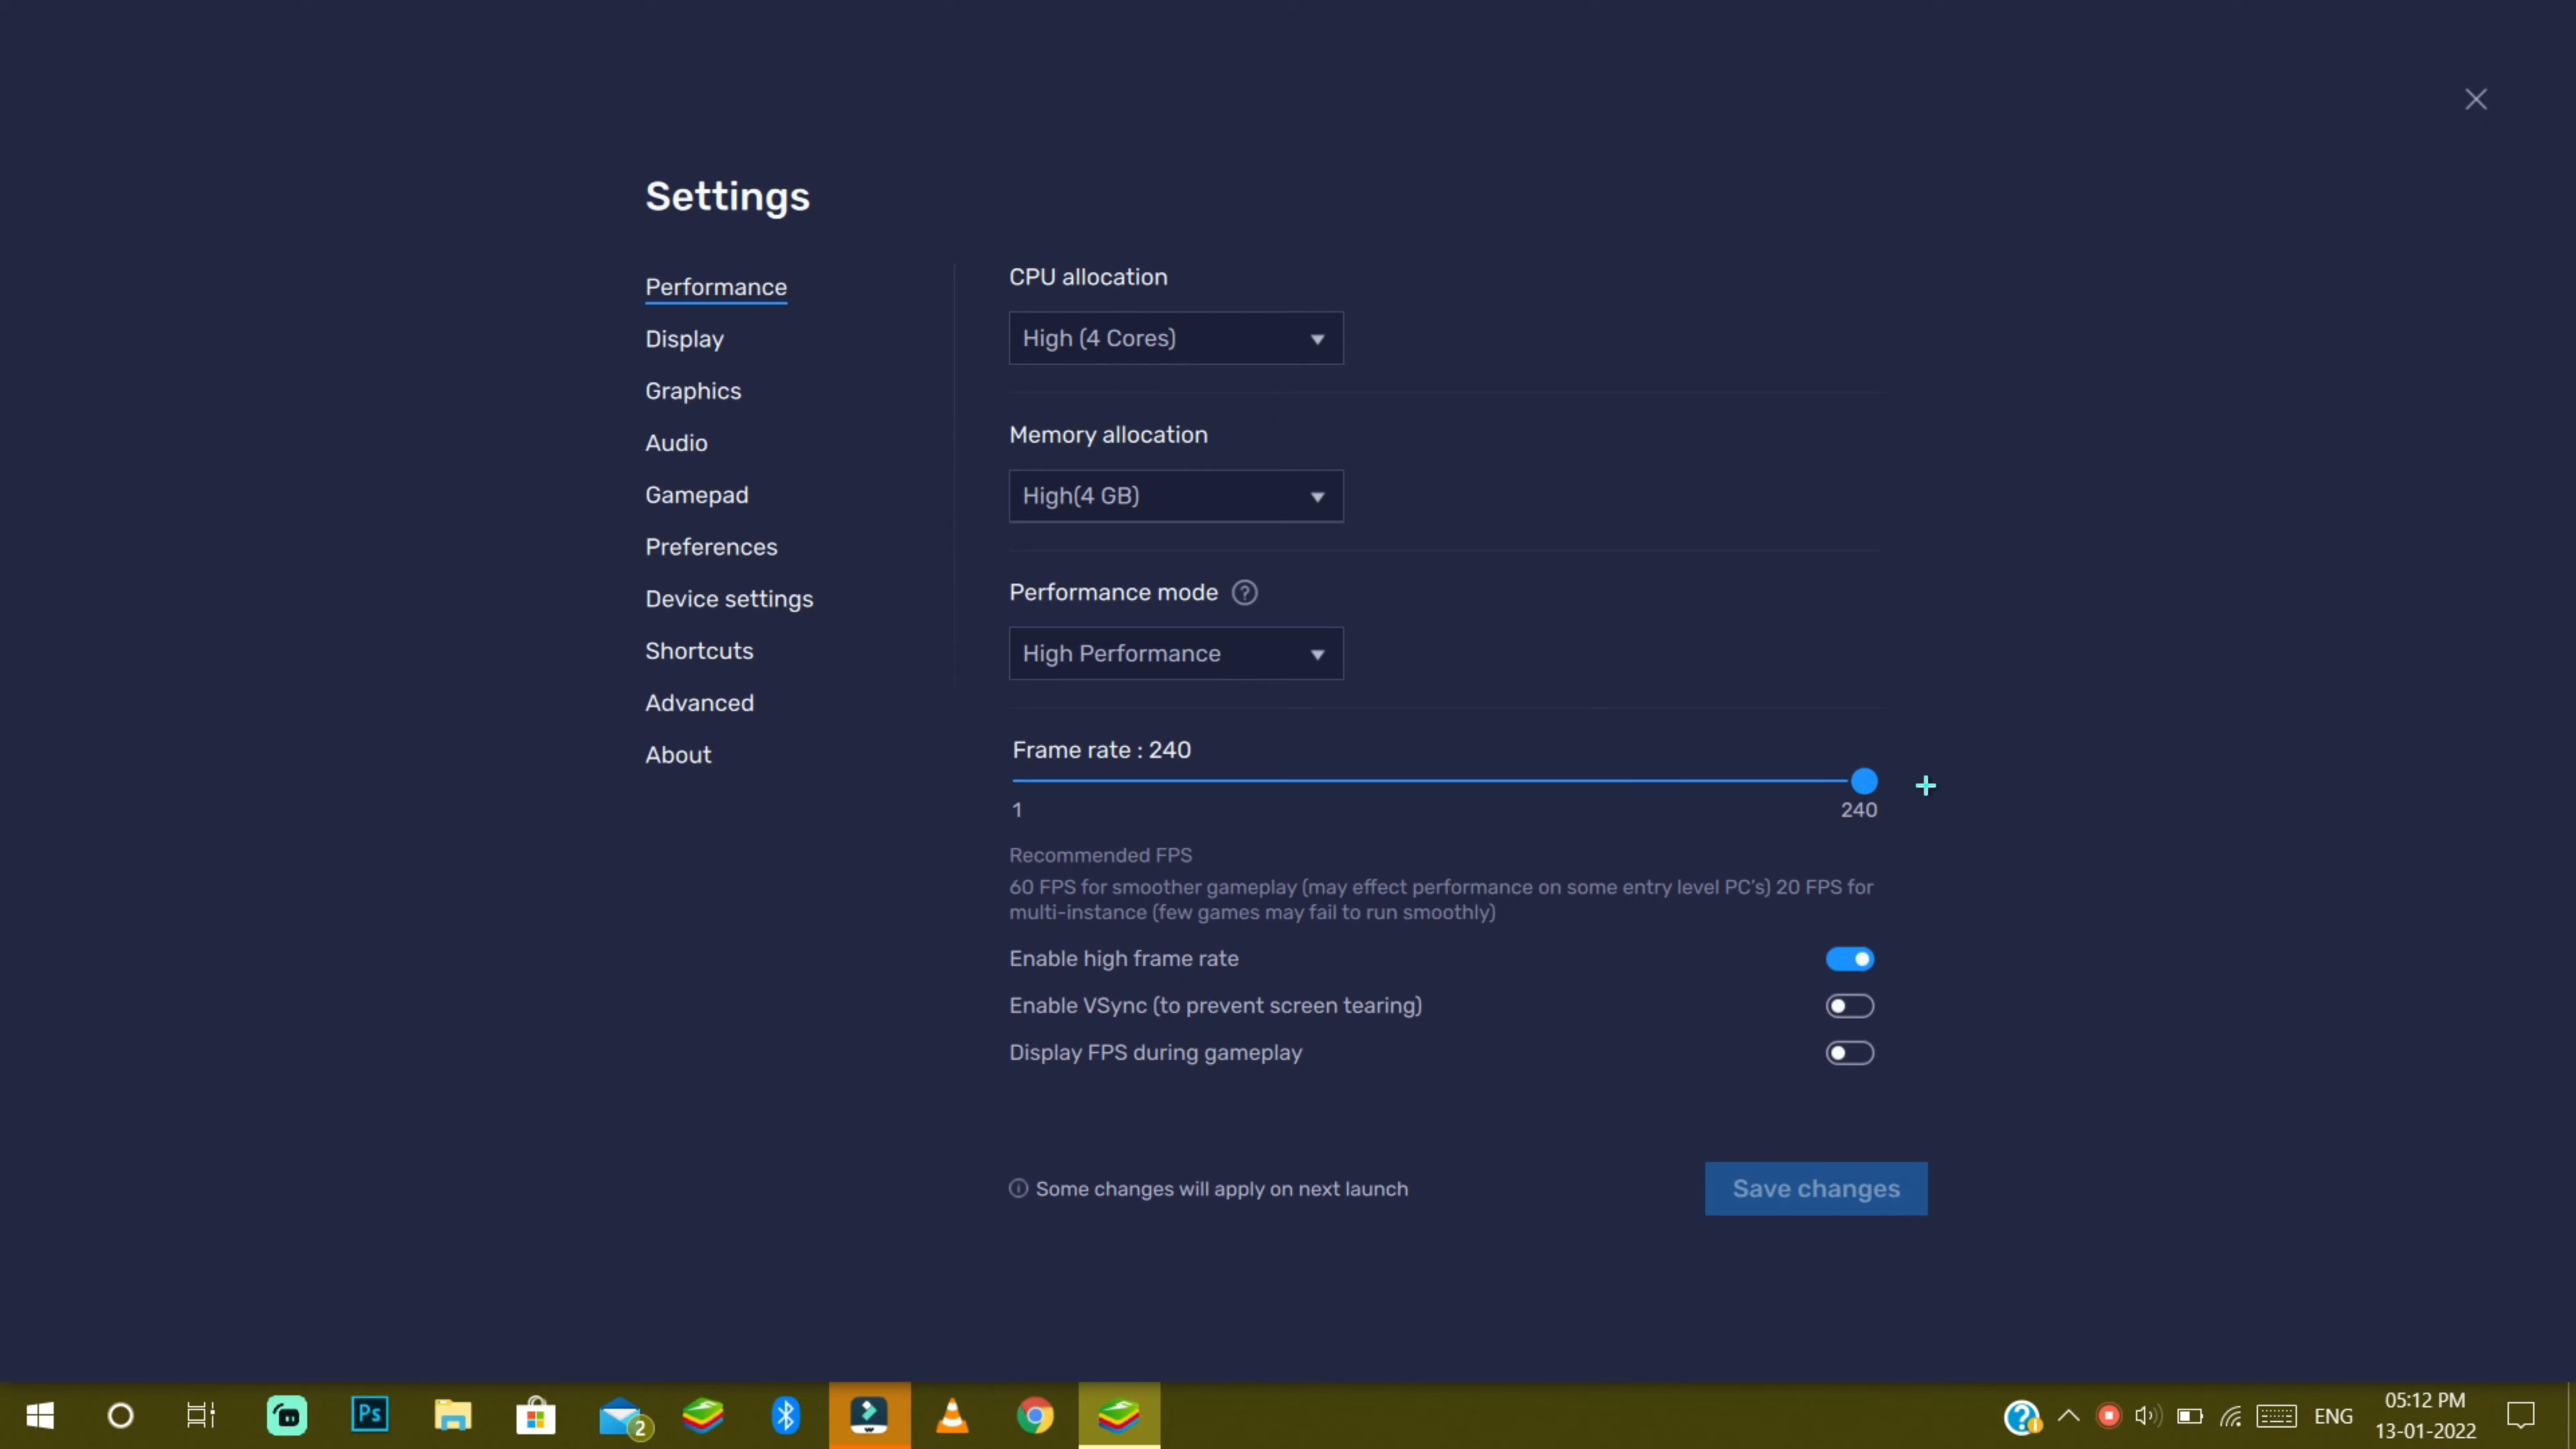 Settings
Performance
Display
Graphics
Audio
Gamepad
Preferences
Device settings
Shortcuts
Advanced
About
CPU allocation
High (4 Cores)
Memory allocation
High(4 GB)
Performance mode ?
High Performance
Frame rate : 240
1
240
Recommended FPS
60 FPS for smoother gameplay (may effect performance on some entry level PC's) 20 FPS for
multi-instance (few games may fail to run smoothly)
Enable high frame rate
Enable VSync (to prevent screen tearing)
Display FPS during gameplay
Some changes will apply on next launch
Save changes
Ps
2
ENG
05:12 PM
13-01-2022